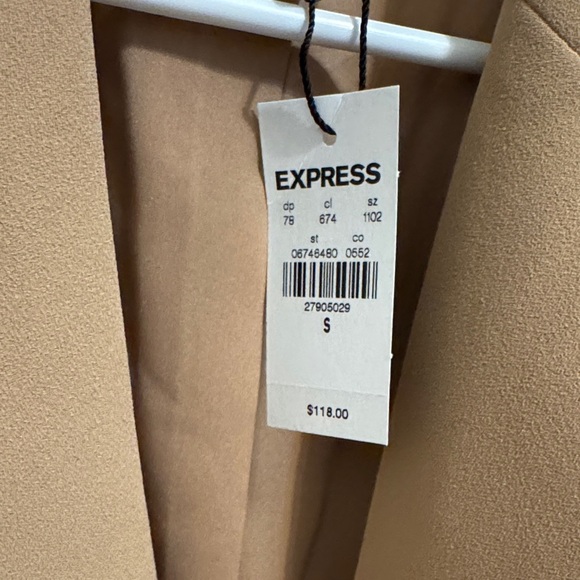 EXPRESS
dp cl sz
78 674 1102
st co
06746480 0552
27905029
S
$118.00